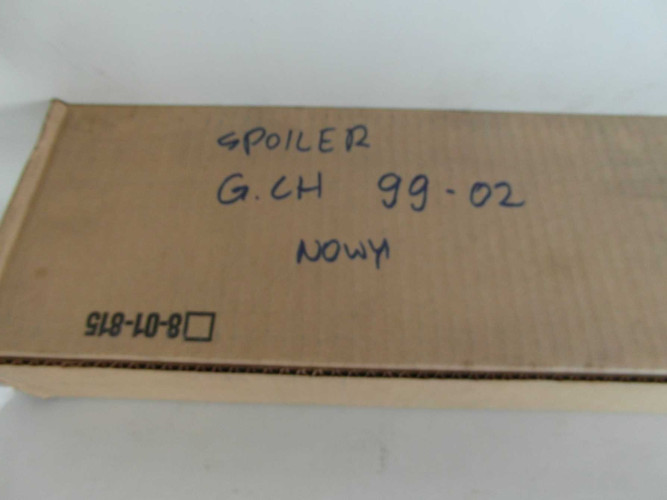 SPOILER
G.CH 99-02
NOWY
☐8-01-815